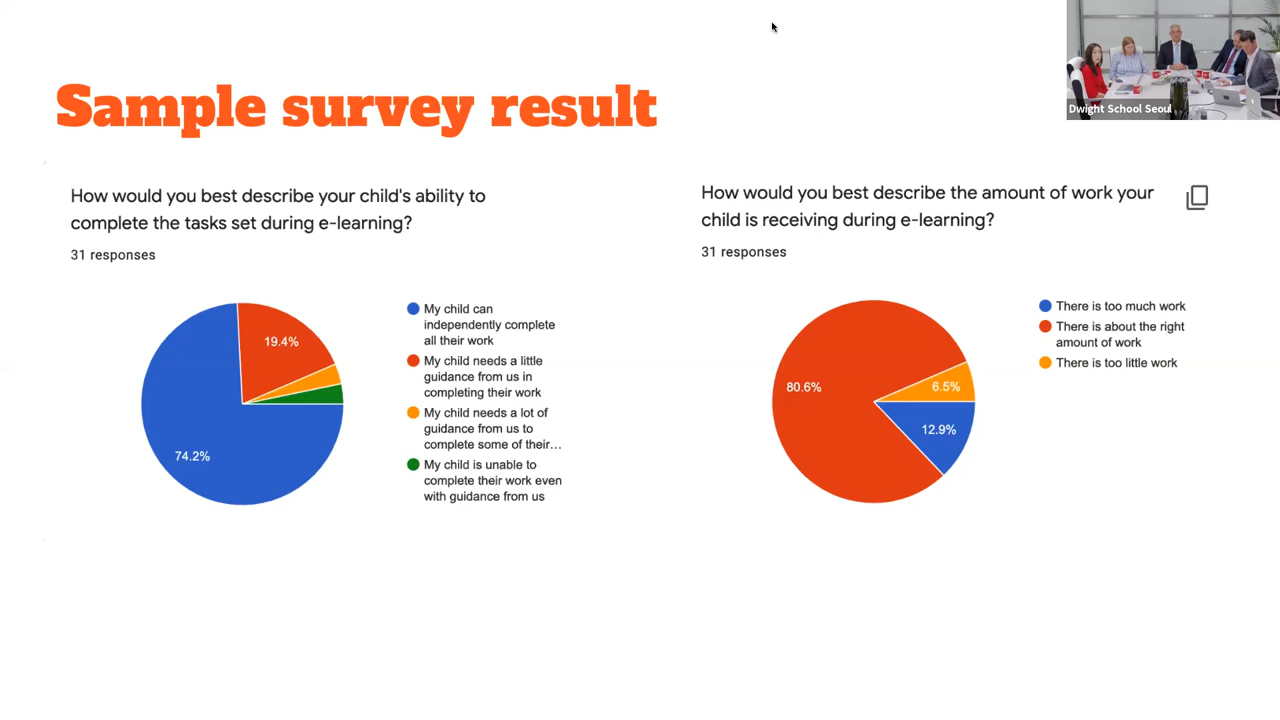 Dwight School Seoul
Sample survey result
How would you best describe your child's ability to
complete the tasks set during e-learning?
31 responses
19.4%
74.2%
My child can
independently complete
all their work
My child needs a little
guidance from us in
completing their work
My child needs a lot of
guidance from us to
complete some of their...
My child is unable to
complete their work even
with guidance from us
How would you best describe the amount of work your
child is receiving during e-learning?
31 responses
80.6%
6.5%
12.9%
There is too much work
There is about the right
amount of work
There is too little work